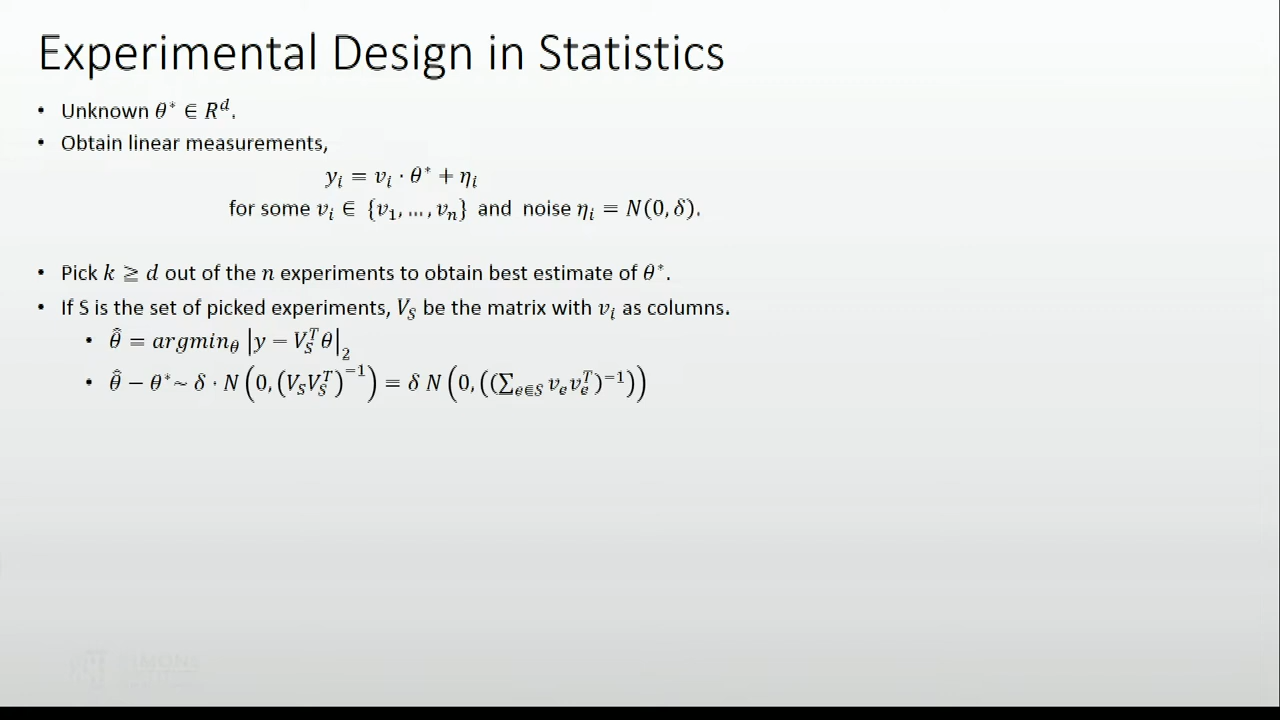 Experimental Design in Statistics
• Unknown θ* ∈ R^d.
• Obtain linear measurements,
y_i = v_i · θ* + η_i
for some v_i ∈ {v_1, … , v_n} and noise η_i = N(0, δ).
• Pick k ≥ d out of the n experiments to obtain best estimate of θ*.
• If S is the set of picked experiments, V_S be the matrix with v_i as columns.
• θ̂ = argmin_θ |y − V_S^T θ|_2
• θ̂ − θ*~ δ · N(0, (V_S V_S^T)^{−1}) = δ N(0, ((∑_{e∈S} v_e v_e^T)^{−1}))